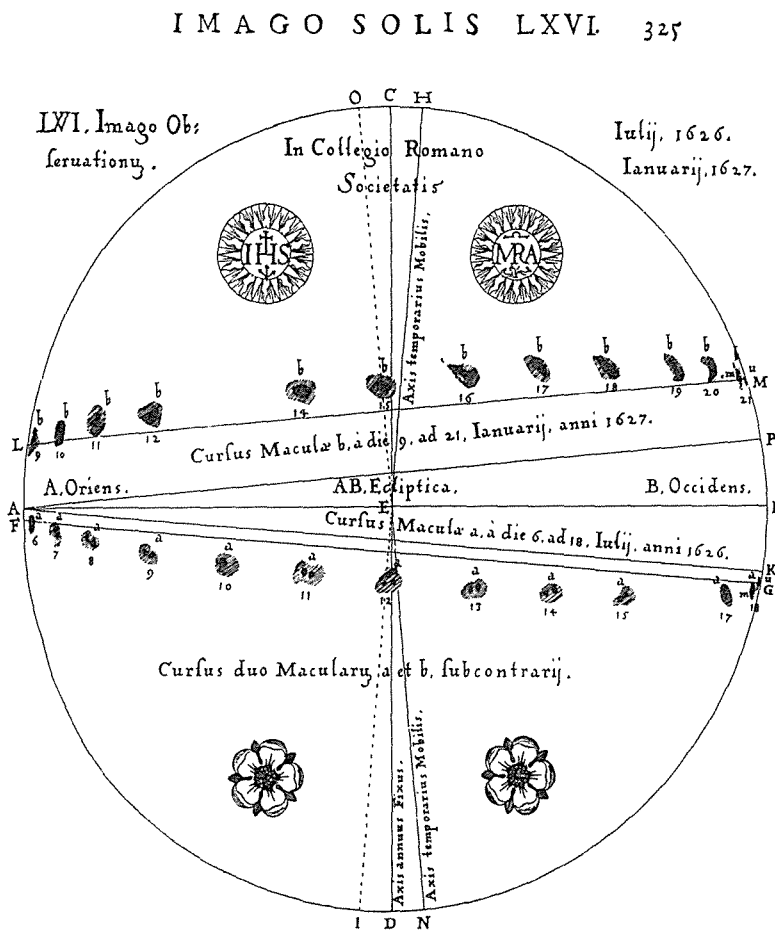 IMAGO SOLIS LXVI. 325
O C H
LXVI. Imago Ob:
ſeruationũ.
In Collegio Romano
Societatis
Iulij, 1626.
Ianuarij, 1627.
IHS
MRA
Axis temporarius Mobilis.
b b b b b b b b b b b
L 9 10 11 12 14 15 16 17 18 19 20 m 21 u M
Curſus Maculæ b, à die 9. ad 21, Ianuarij, anni 1627.
P
A. Oriens. AB, Ecliptica. B. Occidens.
A E
F
Curſus Maculæ a, à die 6. ad 18, Iulij, anni 1626.
K
a a a a a a a a a a a a
6 7 8 9 10 11 12 13 14 15 17 m 18 u G
Curſus duo Macularũ a et b, ſubcontrarij.
Axis annuus Fixus.
Axis temporarius Mobilis.
I D N